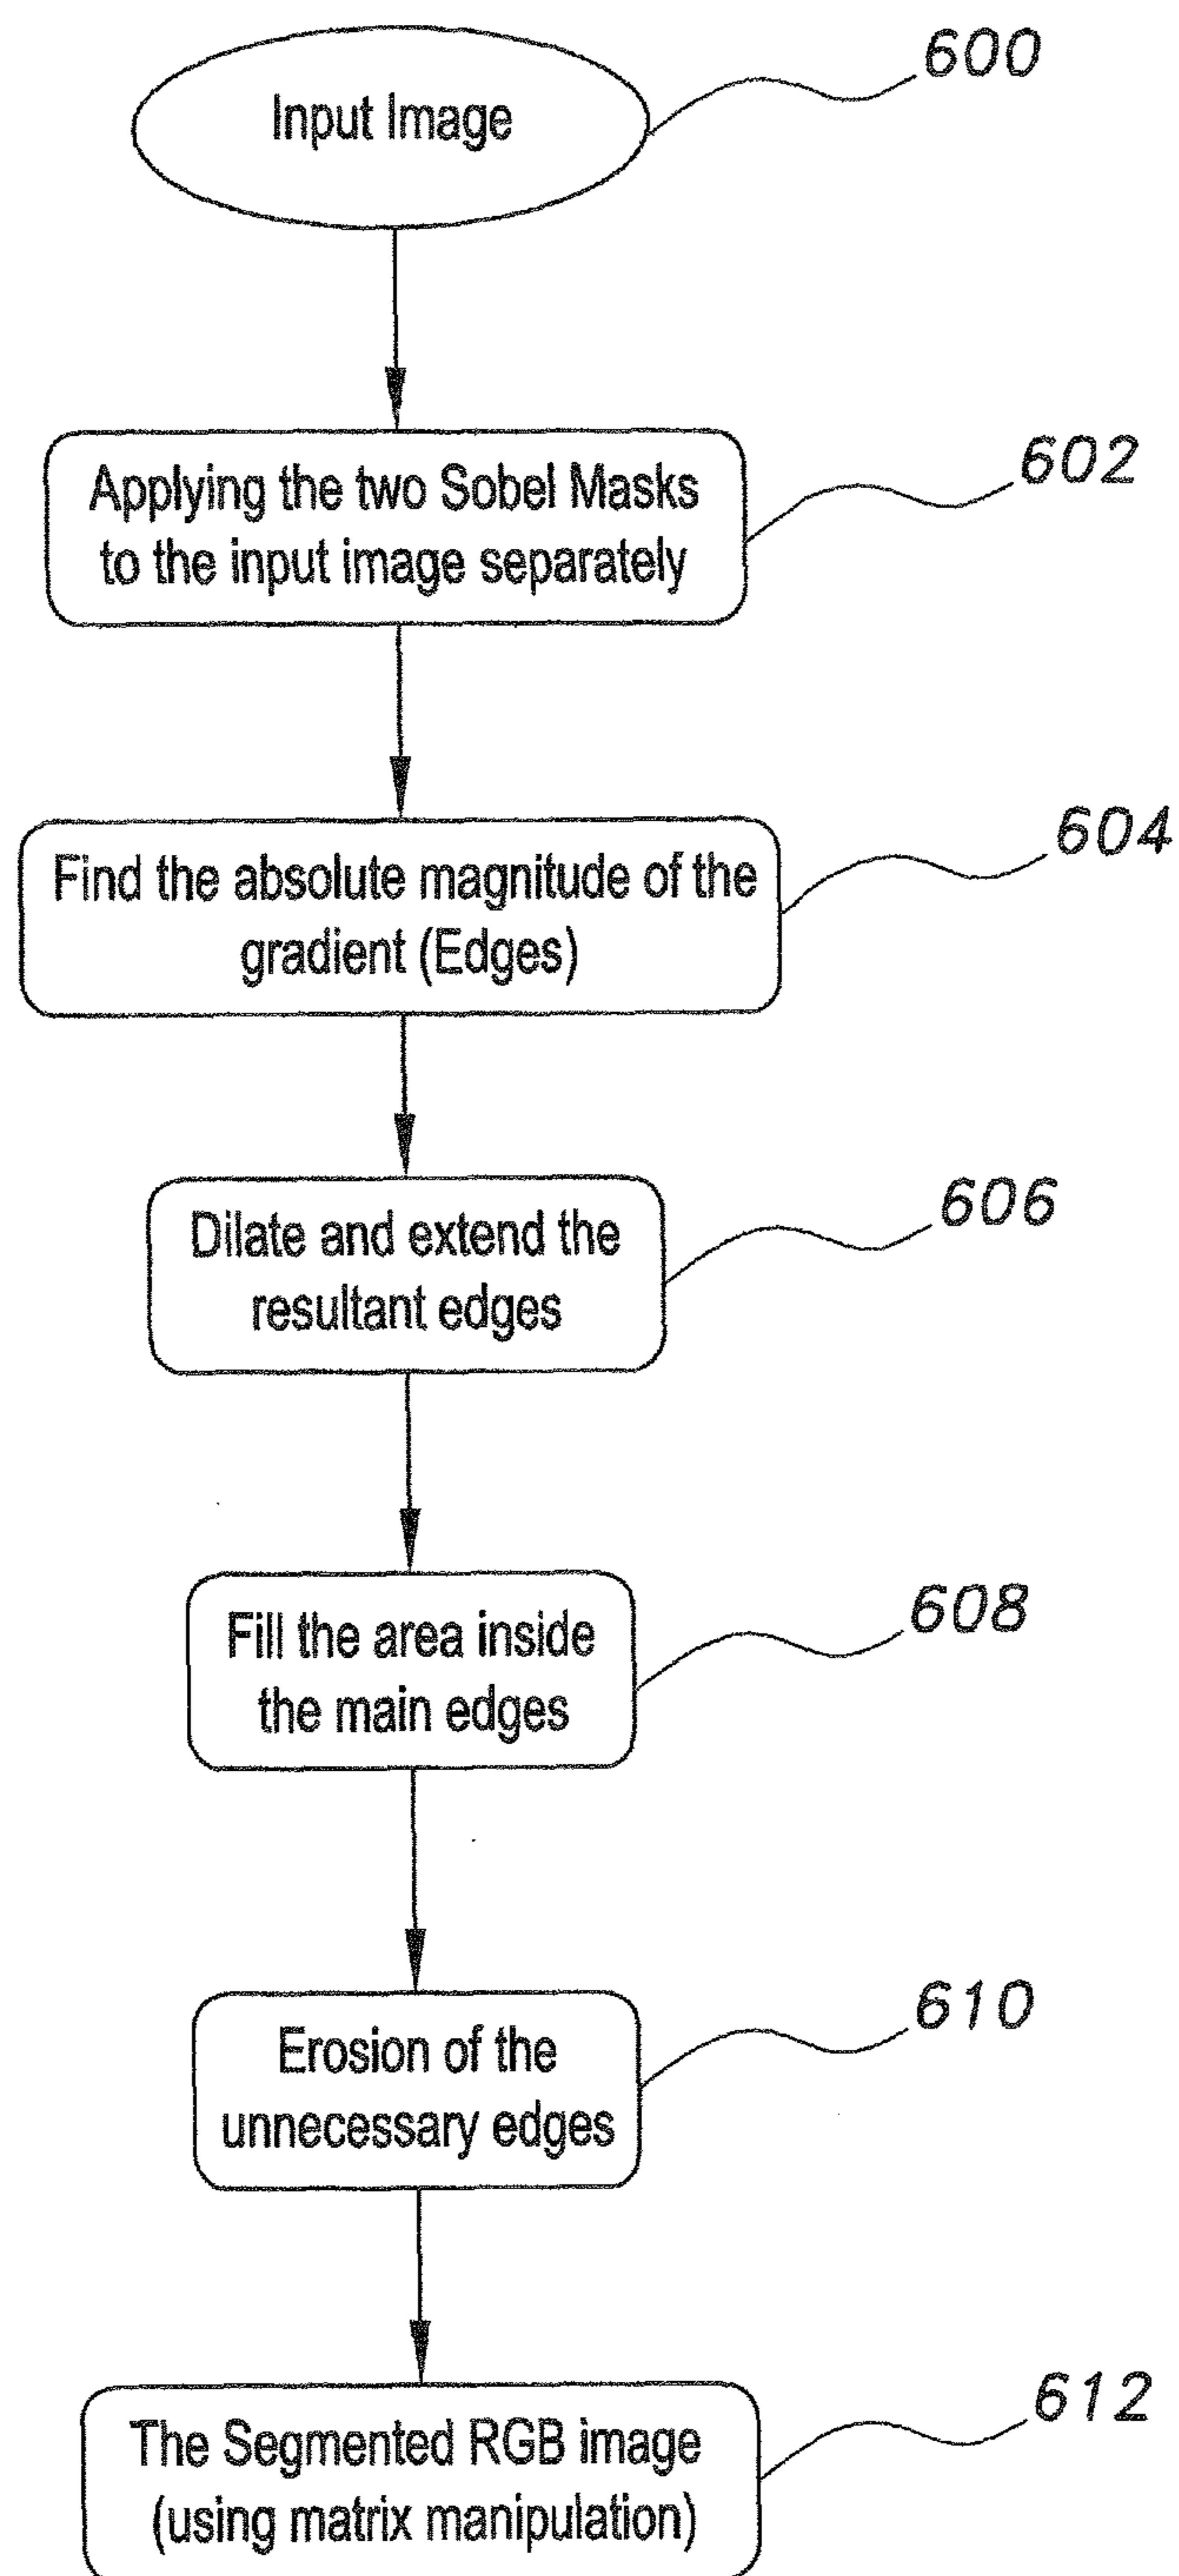 600
Input Image
602
Applying the two Sobel Masks
to the input image separately
604
Find the absolute magnitude of the
gradient (Edges)
606
Dilate and extend the
resultant edges
608
Fill the area inside
the main edges
610
Erosion of the
unnecessary edges
612
The Segmented RGB image
(using matrix manipulation)